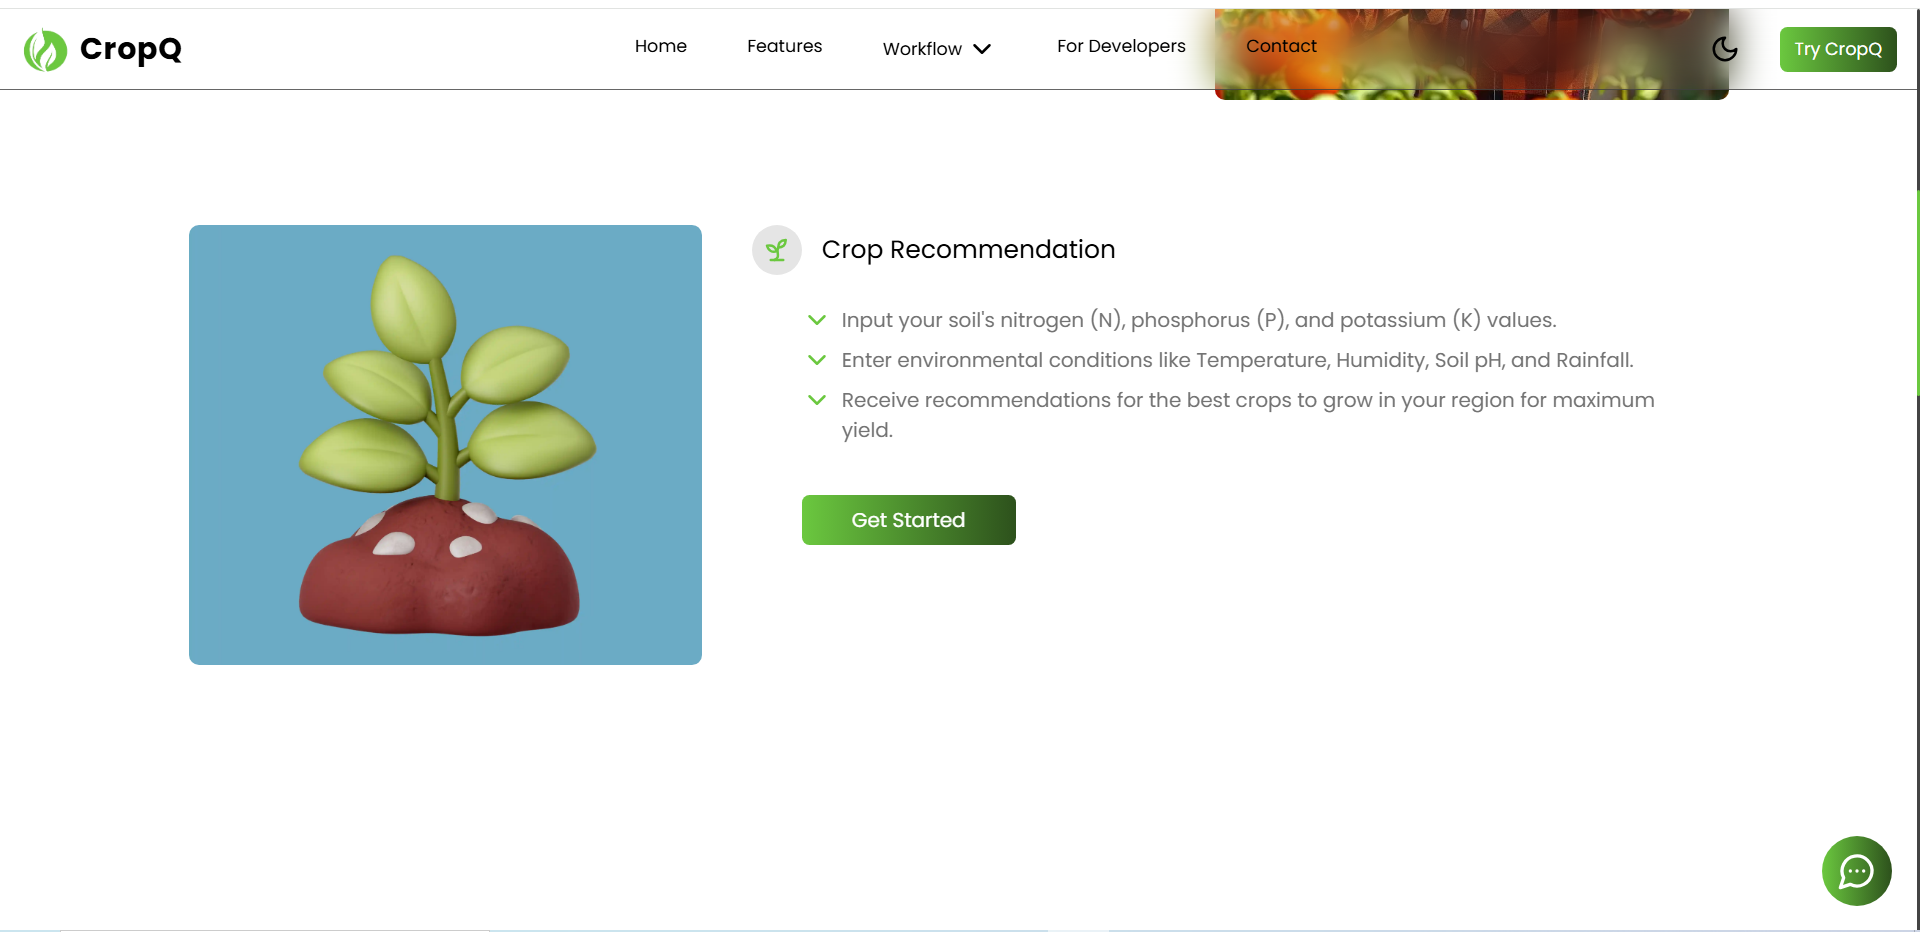 CropQ
Home
Features
Workflow
For Developers
Contact
Try CropQ
Crop Recommendation
Input your soil's nitrogen (N), phosphorus (P), and potassium (K) values.
Enter environmental conditions like Temperature, Humidity, Soil pH, and Rainfall.
Receive recommendations for the best crops to grow in your region for maximum
yield.
Get Started